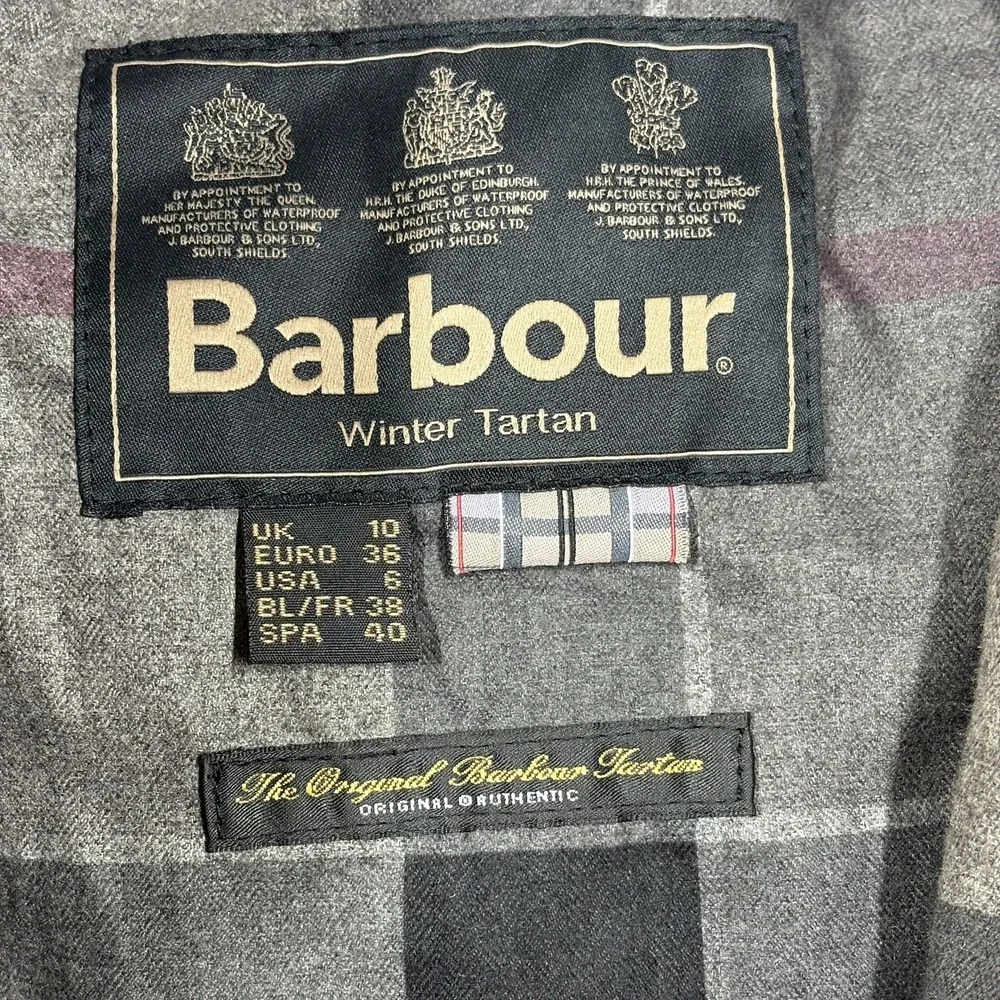 BY APPOINTMENT TO
HER MAJESTY THE QUEEN.
MANUFACTURERS OF WATERPROOF
AND PROTECTIVE CLOTHING
J. BARBOUR & SONS LTD.,
SOUTH SHIELDS.
BY APPOINTMENT TO
H.R.H. THE DUKE OF EDINBURGH.
MANUFACTURERS OF WATERPROOF
AND PROTECTIVE CLOTHING
J. BARBOUR & SONS LTD.,
SOUTH SHIELDS.
BY APPOINTMENT TO
H.R.H. THE PRINCE OF WALES.
MANUFACTURERS OF WATERPROOF
AND PROTECTIVE CLOTHING
J. BARBOUR & SONS LTD.,
SOUTH SHIELDS.
Barbour®
Winter Tartan
UK 10
EURO 36
USA 6
BL/FR 38
SPA 40
The Original Barbour Tartan
ORIGINAL @ AUTHENTIC